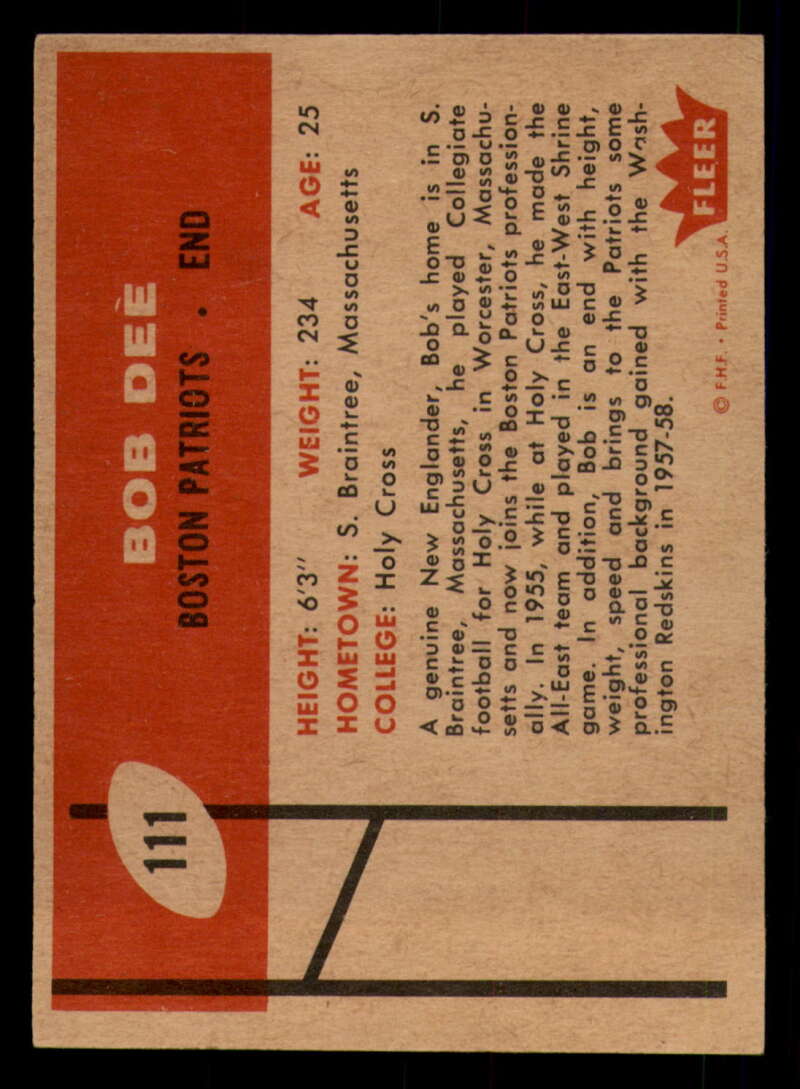 111
BOB DEE
BOSTON PATRIOTS • END
HEIGHT: 6'3" WEIGHT: 234 AGE: 25
HOMETOWN: S. Braintree, Massachusetts
COLLEGE: Holy Cross
A genuine New Englander, Bob's home is in S.
Braintree, Massachusetts, he played Collegiate
football for Holy Cross in Worcester, Massachu-
setts and now joins the Boston Patriots profession-
ally. In 1955, while at Holy Cross, he made the
All-East team and played in the East-West Shrine
game. In addition, Bob is an end with height,
weight, speed and brings to the Patriots some
professional background gained with the Wash-
ington Redskins in 1957-58.
© F.H.F. • Printed U.S.A.
FLEER